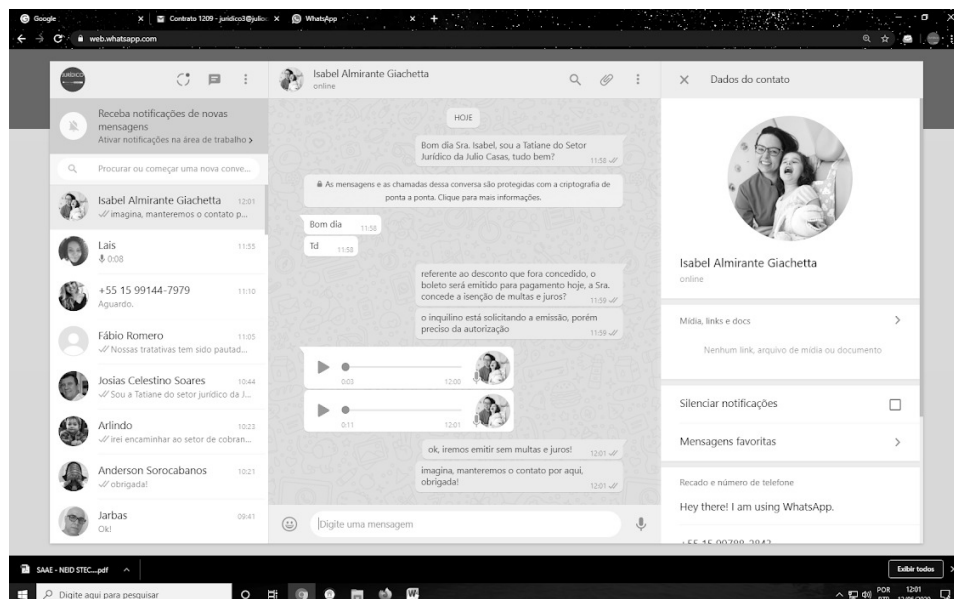 Google
Contrato 1209 - juridico3@julioc
WhatsApp
web.whatsapp.com
JURÍDICO
Receba notificações de novas
mensagens
Ativar notificações na área de trabalho
Procurar ou começar uma nova conve...
Isabel Almirante Giachetta 12:01
imagina, manteremos o contato p...
Lais 11:55
0:08
+55 15 99144-7979 11:10
Aguardo.
Fábio Romero 11:05
Nossas tratativas tem sido pautad...
Josias Celestino Soares 10:44
Sou a Tatiane do setor jurídico da J...
Arlindo 10:23
irei encaminhar ao setor de cobran...
Anderson Sorocabanos 10:21
obrigada!
Jarbas 09:41
Ok!
Isabel Almirante Giachetta
online
HOJE
Bom dia Sra. Isabel, sou a Tatiane do Setor
Jurídico da Julio Casas, tudo bem?
11:58
As mensagens e as chamadas dessa conversa são protegidas com a criptografia de
ponta a ponta. Clique para mais informações.
Bom dia 11:58
Td 11:58
referente ao desconto que fora concedido, o
boleto será emitido para pagamento hoje, a Sra.
concede a isenção de multas e juros? 11:59
o inquilino está solicitando a emissão, porém
preciso da autorização 11:59
0:03 12:00
0:11 12:01
ok, iremos emitir sem multas e juros! 12:01
imagina, manteremos o contato por aqui,
obrigada! 12:01
Digite uma mensagem
Dados do contato
Isabel Almirante Giachetta
online
Mídia, links e docs
Nenhum link, arquivo de mídia ou documento
Silenciar notificações
Mensagens favoritas
Recado e número de telefone
Hey there! I am using WhatsApp.
SAAE - NEID STEC....pdf
Exibir todos
Digite aqui para pesquisar
POR
12:01
12/06/2020